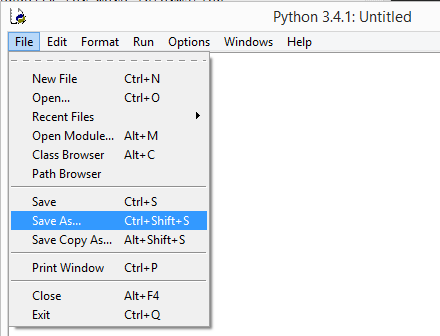 Python 3.4.1: Untitled
File Edit Format Run Options Windows Help
New File Ctrl+N
Open... Ctrl+O
Recent Files
Open Module... Alt+M
Class Browser Alt+C
Path Browser
Save Ctrl+S
Save As... Ctrl+Shift+S
Save Copy As... Alt+Shift+S
Print Window Ctrl+P
Close Alt+F4
Exit Ctrl+Q